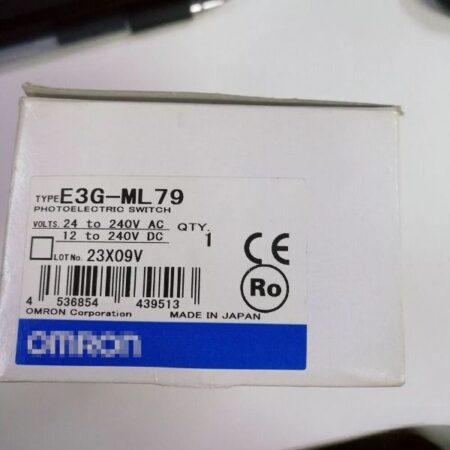 TYPE E3G-ML79
PHOTOELECTRIC SWITCH
VOLTS. 24 to 240V AC QTY.
12 to 240V DC 1
LOT No. 23X09V
CE
Ro
4 536854 439513
OMRON Corporation MADE IN JAPAN
OMRON